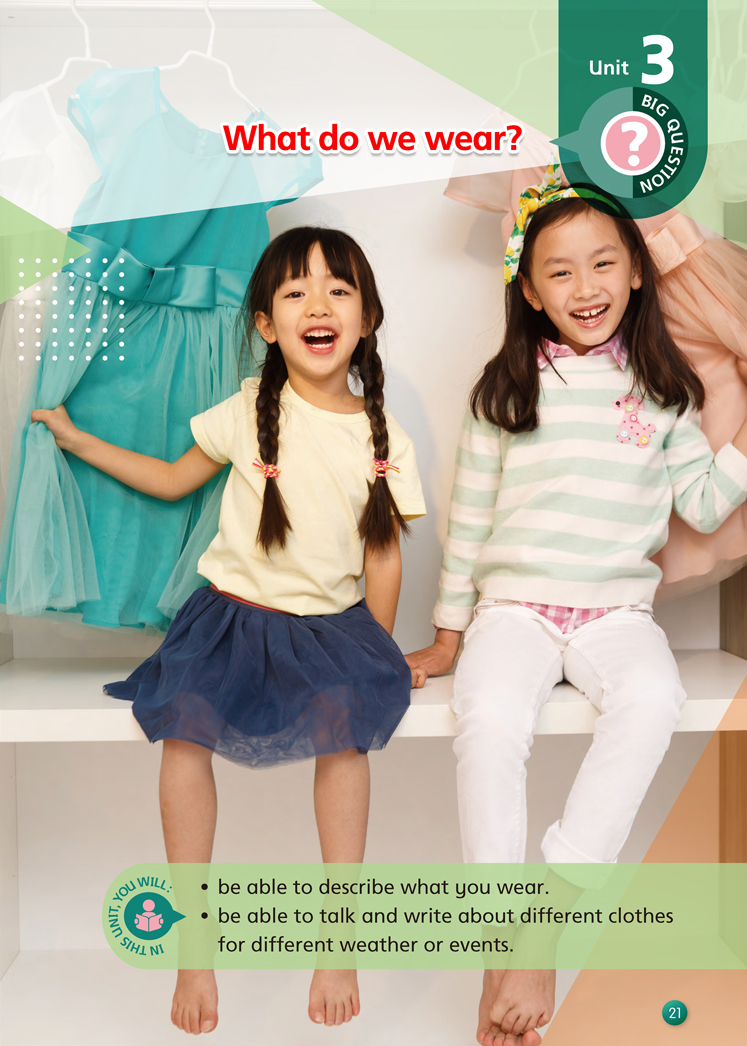 Unit 3
BIG QUESTION
?
What do we wear?
IN THIS UNIT, YOU WILL:
• be able to describe what you wear.
• be able to talk and write about different clothes
for different weather or events.
21